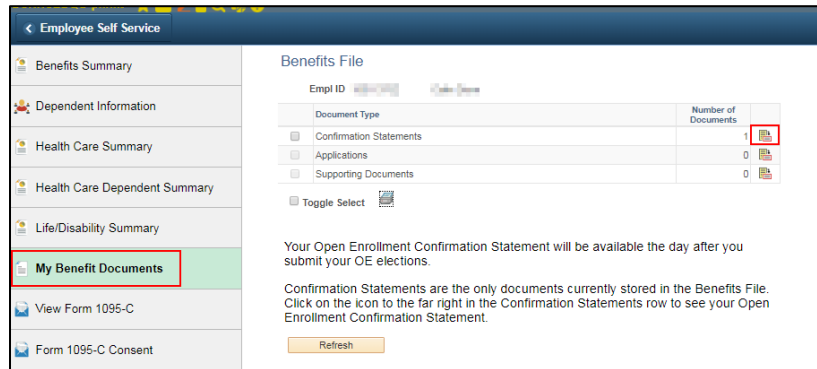 Employee Self Service
Benefits Summary
Dependent Information
Health Care Summary
Health Care Dependent Summary
Life/Disability Summary
My Benefit Documents
View Form 1095-C
Form 1095-C Consent
Benefits File
Empl ID
Document Type Number of
Documents
Confirmation Statements 1
Applications 0
Supporting Documents 0
Toggle Select
Your Open Enrollment Confirmation Statement will be available the day after you
submit your OE elections.
Confirmation Statements are the only documents currently stored in the Benefits File.
Click on the icon to the far right in the Confirmation Statements row to see your Open
Enrollment Confirmation Statement.
Refresh